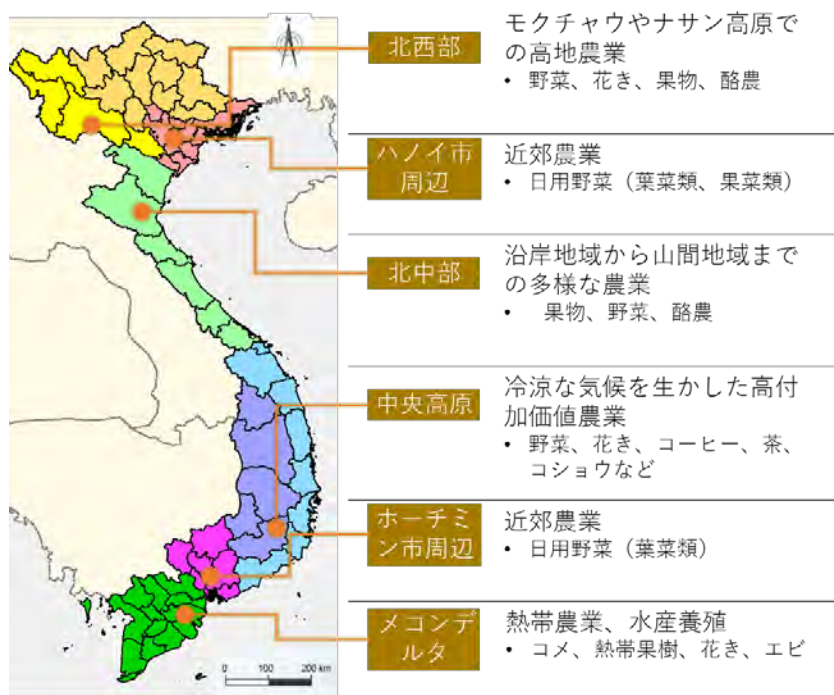 N
北西部
モクチャウやナサン高原で
の高地農業
• 野菜、花き、果物、酪農
ハノイ市
周辺
近郊農業
• 日用野菜（葉菜類、果菜類）
北中部
沿岸地域から山間地域まで
の多様な農業
• 果物、野菜、酪農
中央高原
冷涼な気候を生かした高付
加価値農業
• 野菜、花き、コーヒー、茶、
コショウなど
ホーチミ
ン市周辺
近郊農業
• 日用野菜（葉菜類）
メコンデ
ルタ
熱帯農業、水産養殖
• コメ、熱帯果樹、花き、エビ
0 100 200 km